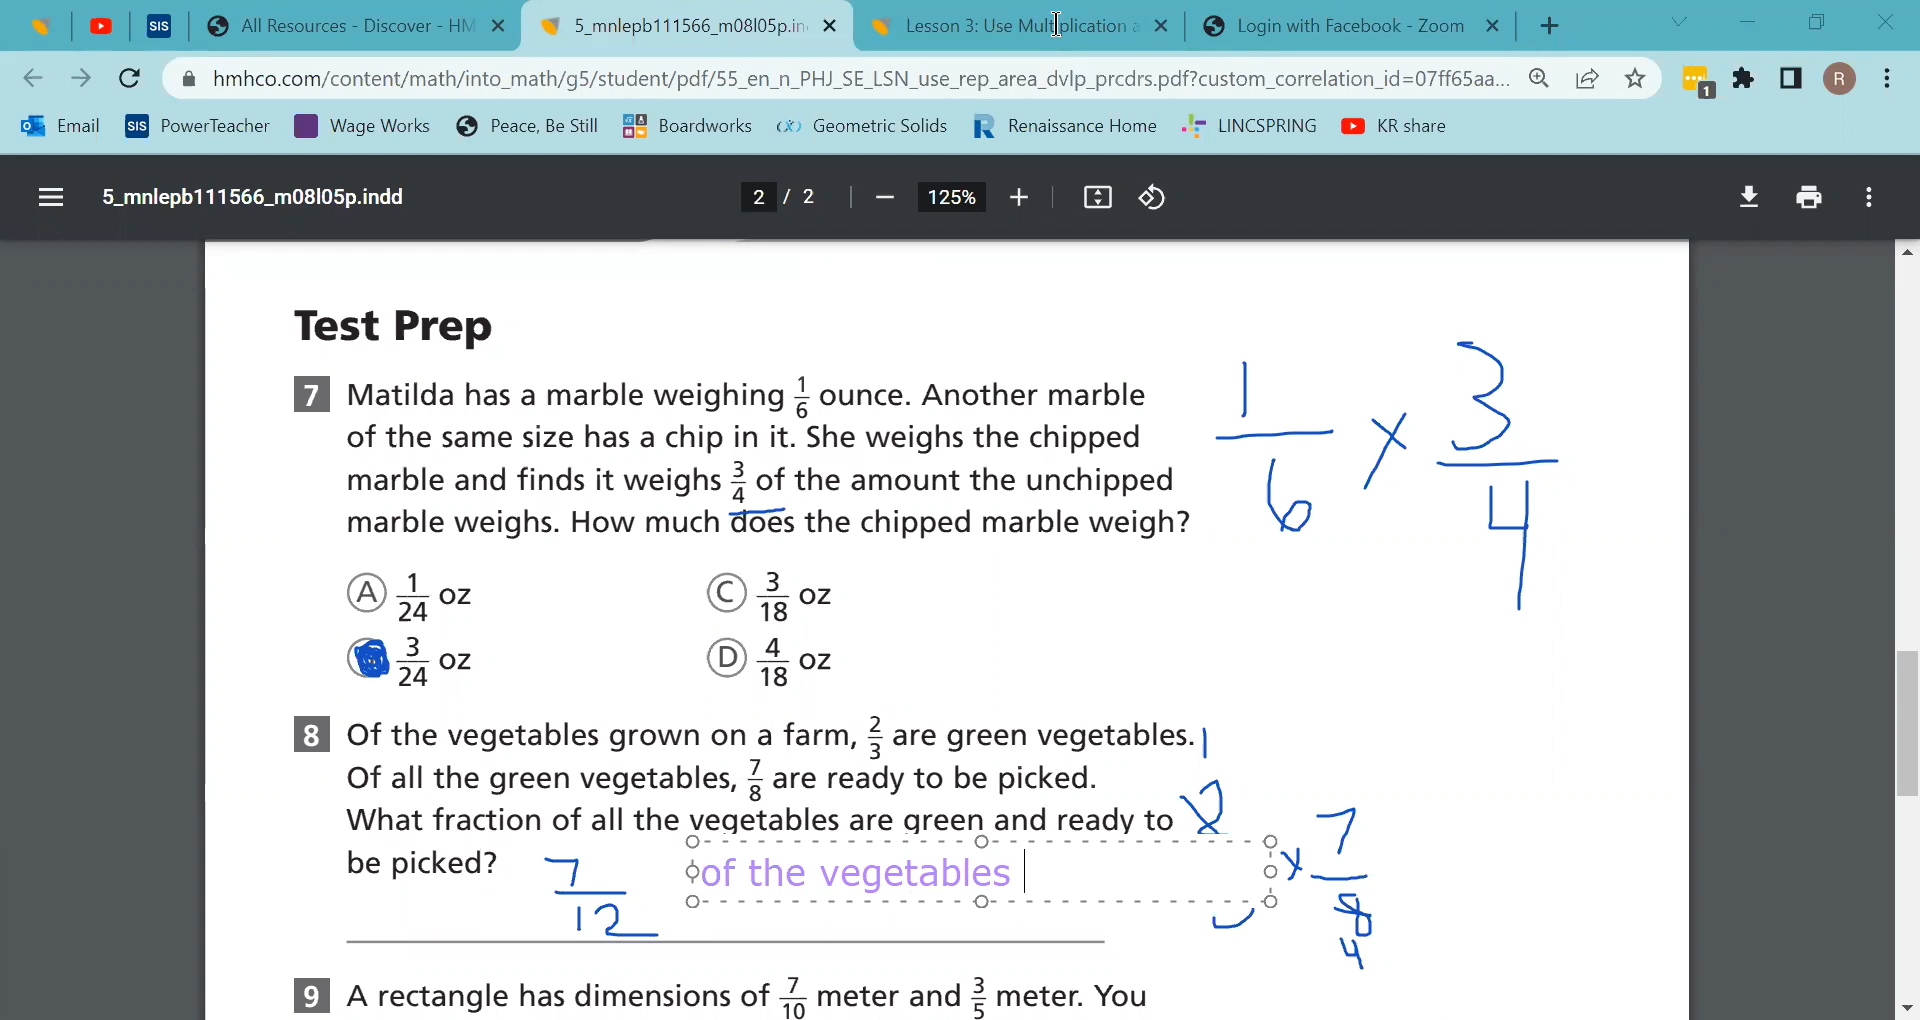 SIS All Resources - Discover - HM 5_mnlepb111566_m08l05p.in Lesson 3: Use Multiplication a Login with Facebook - Zoom
hmhco.com/content/math/into_math/g5/student/pdf/55_en_n_PHJ_SE_LSN_use_rep_area_dvlp_prcdrs.pdf?custom_correlation_id=07ff65aa... 1 R
Email SIS PowerTeacher Wage Works Peace, Be Still Boardworks (x) Geometric Solids Renaissance Home LINCSPRING KR share
5_mnlepb111566_m08l05p.indd 2 / 2 125%
Test Prep
7 Matilda has a marble weighing 1/6 ounce. Another marble
of the same size has a chip in it. She weighs the chipped
marble and finds it weighs 3/4 of the amount the unchipped
marble weighs. How much does the chipped marble weigh?
1/6 x 3/4
A 1/24 oz C 3/18 oz
3/24 oz D 4/18 oz
8 Of the vegetables grown on a farm, 2/3 are green vegetables.
Of all the green vegetables, 7/8 are ready to be picked.
What fraction of all the vegetables are green and ready to
be picked? 7/12 of the vegetables
1 2 x 7/8 4
9 A rectangle has dimensions of 7/10 meter and 3/5 meter. You